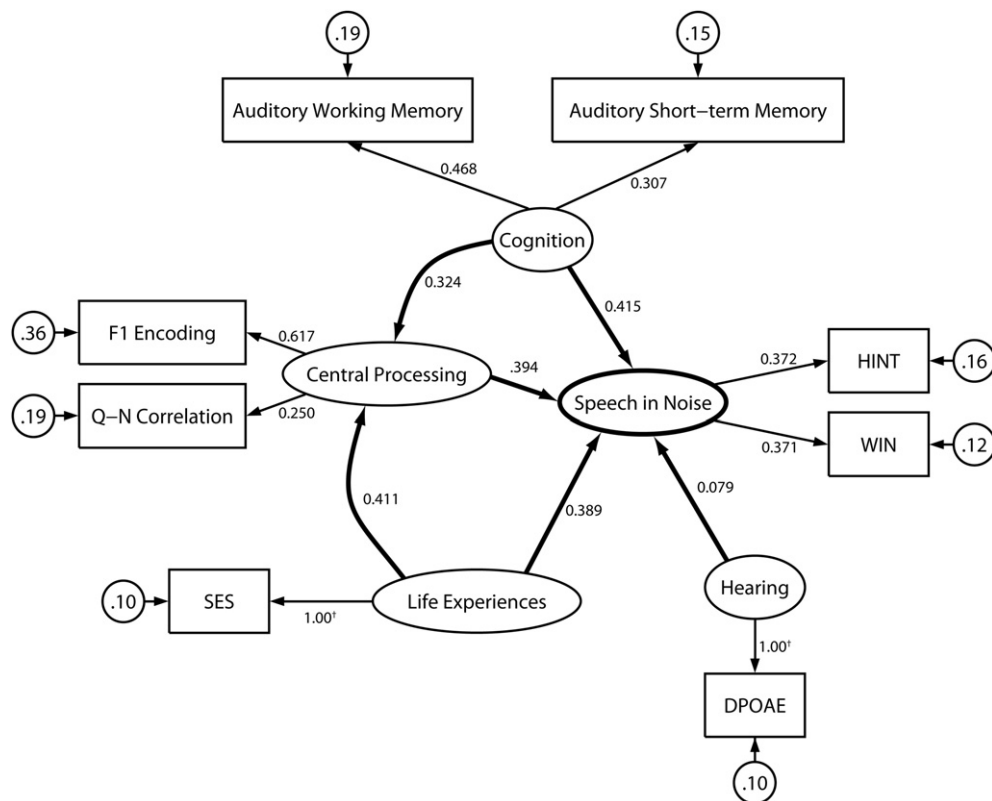 .19
.15
Auditory Working Memory
Auditory Short−term Memory
0.468
0.307
Cognition
0.324
0.415
.36
F1 Encoding
0.617
Central Processing
.394
Speech in Noise
0.372
HINT
.16
.19
Q−N Correlation
0.250
0.371
WIN
.12
0.411
0.389
0.079
.10
SES
1.00†
Life Experiences
Hearing
1.00†
DPOAE
.10